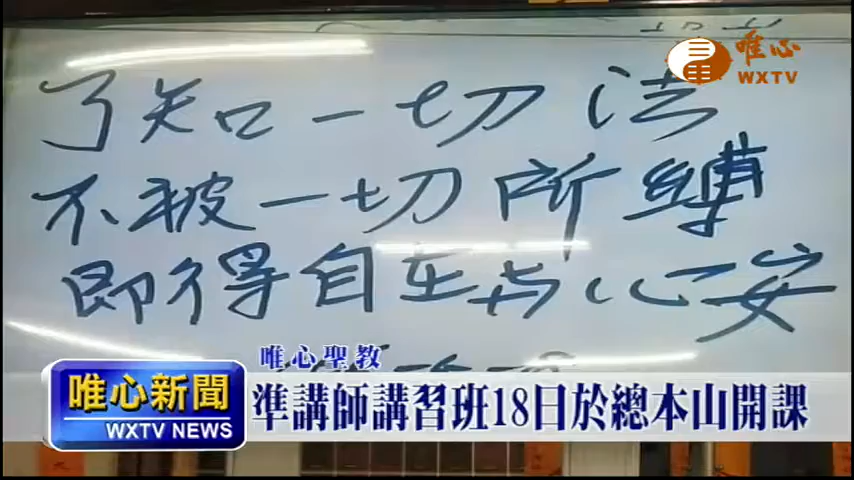 唯心
WXTV
了知一切法
不被一切所縛
即得自在与心安
唯心聖教
唯心新聞
WXTV NEWS
準講師講習班18日於總本山開課